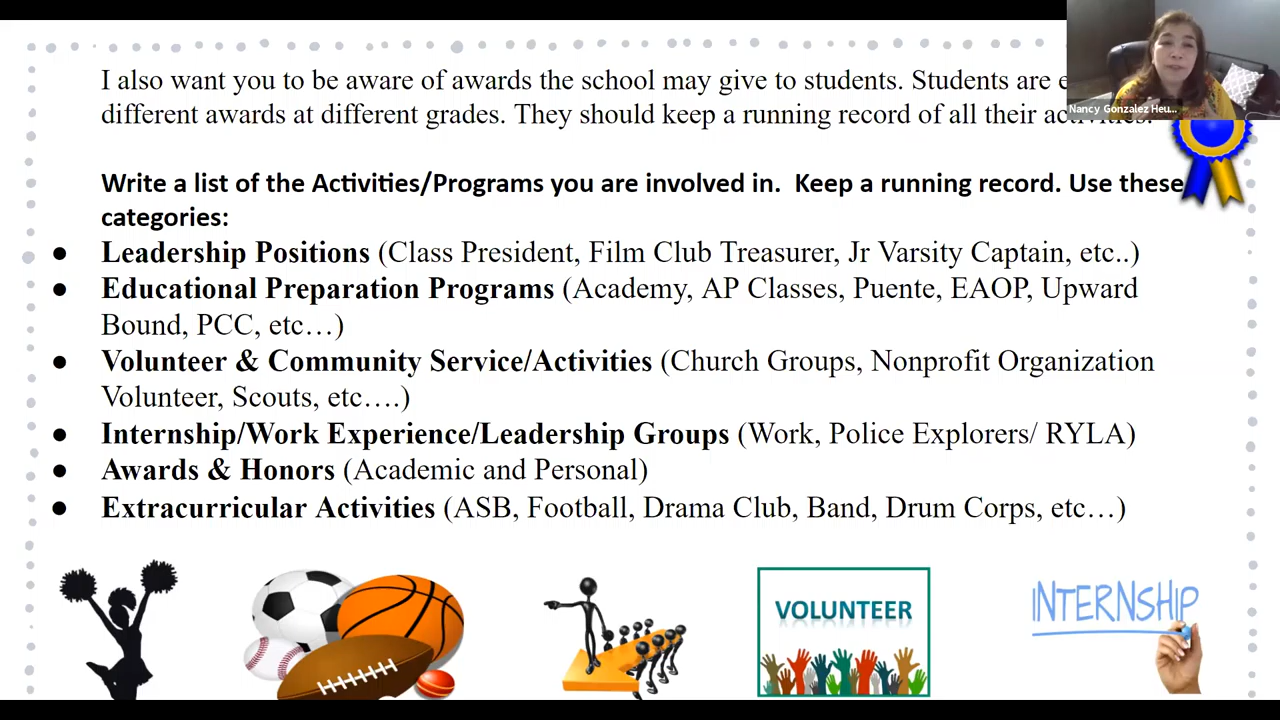 I also want you to be aware of awards the school may give to students. Students are
different awards at different grades. They should keep a running record of all their activities.
Nancy Gonzalez Heu...
Write a list of the Activities/Programs you are involved in.  Keep a running record. Use these
categories:
● Leadership Positions (Class President, Film Club Treasurer, Jr Varsity Captain, etc..)
● Educational Preparation Programs (Academy, AP Classes, Puente, EAOP, Upward
Bound, PCC, etc…)
● Volunteer & Community Service/Activities (Church Groups, Nonprofit Organization
Volunteer, Scouts, etc….)
● Internship/Work Experience/Leadership Groups (Work, Police Explorers/ RYLA)
● Awards & Honors (Academic and Personal)
● Extracurricular Activities (ASB, Football, Drama Club, Band, Drum Corps, etc…)
VOLUNTEER
INTERNSHIP